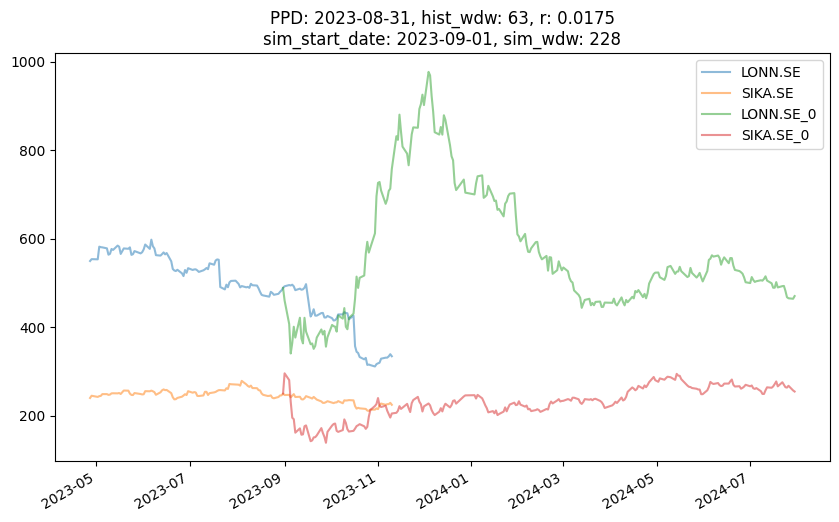 PPD: 2023-08-31, hist_wdw: 63, r: 0.0175
sim_start_date: 2023-09-01, sim_wdw: 228
1000
800
600
400
200
LONN.SE
SIKA.SE
LONN.SE_0
SIKA.SE_0
2023-05
2023-07
2023-09
2023-11
2024-01
2024-03
2024-05
2024-07